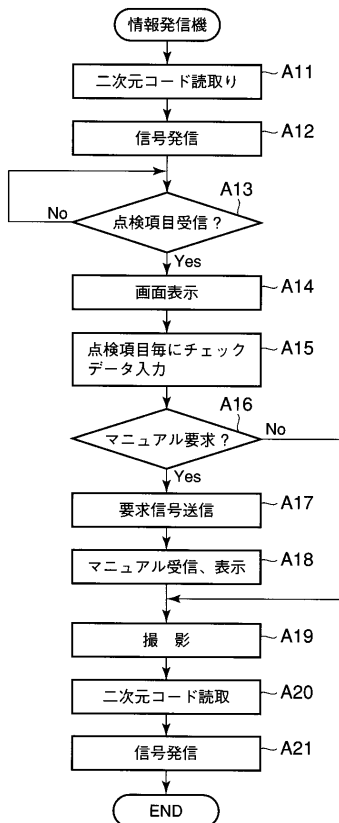 情報発信機
二次元コード読取り
A11
信号発信
A12
A13
点検項目受信？
No
Yes
画面表示
A14
点検項目毎にチェック
データ入力
A15
A16
マニュアル要求？
No
Yes
要求信号送信
A17
マニュアル受信、表示
A18
撮　影
A19
二次元コード読取
A20
信号発信
A21
END